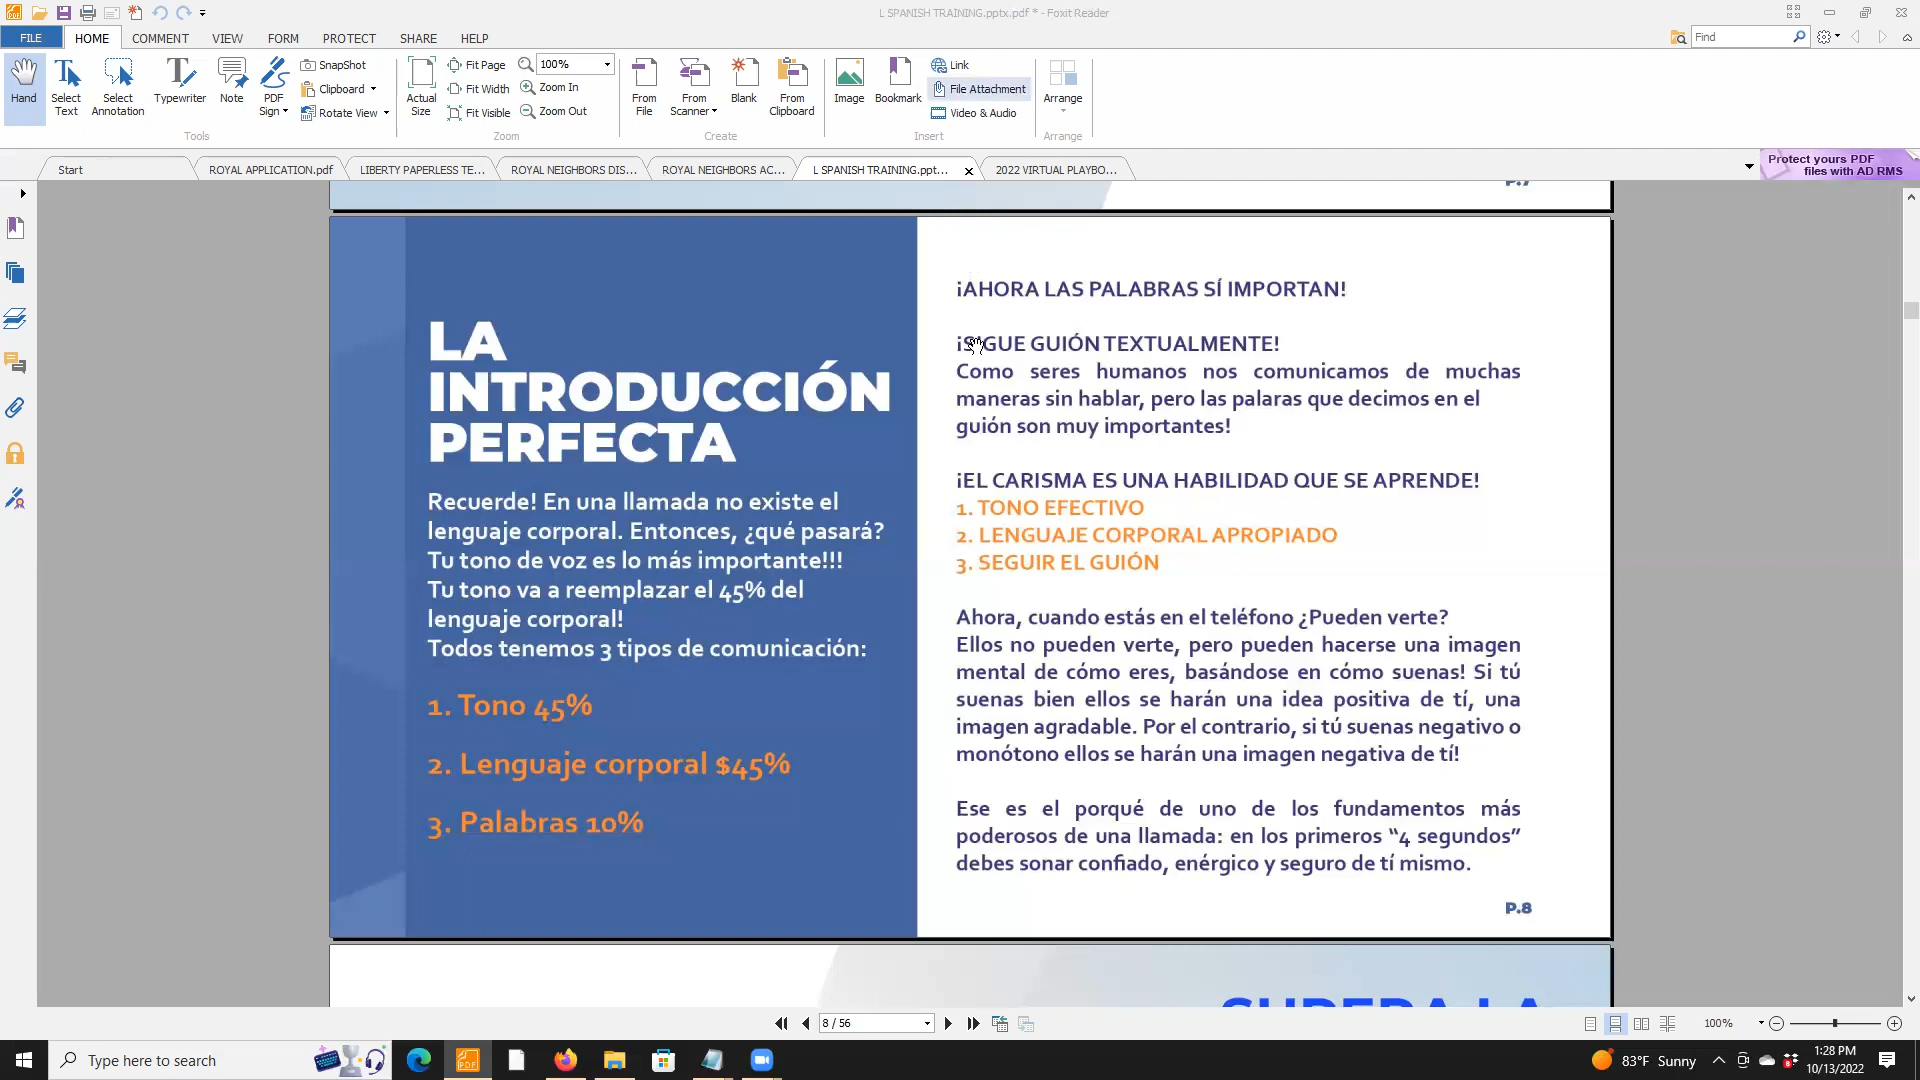 L SPANISH TRAINING.pptx.pdf * - Foxit Reader
FILE
HOME
COMMENT
VIEW
FORM
PROTECT
SHARE
HELP
Find
Hand
Select Text
Select Annotation
Typewriter
Note
PDF Sign
SnapShot
Clipboard
Rotate View
Tools
Actual Size
Fit Page
Fit Width
Fit Visible
100%
Zoom In
Zoom Out
Zoom
From File
From Scanner
Blank
From Clipboard
Create
Image
Bookmark
Link
File Attachment
Video & Audio
Insert
Arrange
Arrange
Start
ROYAL APPLICATION.pdf
LIBERTY PAPERLESS TE...
ROYAL NEIGHBORS DIS...
ROYAL NEIGHBORS AC...
L SPANISH TRAINING.ppt...
2022 VIRTUAL PLAYBO...
Protect yours PDF
files with AD RMS
P.7
LA
INTRODUCCIÓN
PERFECTA
Recuerde! En una llamada no existe el
lenguaje corporal. Entonces, ¿qué pasará?
Tu tono de voz es lo más importante!!!
Tu tono va a reemplazar el 45% del
lenguaje corporal!
Todos tenemos 3 tipos de comunicación:
1. Tono 45%
2. Lenguaje corporal $45%
3. Palabras 10%
¡AHORA LAS PALABRAS SÍ IMPORTAN!
¡SIGUE GUIÓN TEXTUALMENTE!
Como seres humanos nos comunicamos de muchas
maneras sin hablar, pero las palaras que decimos en el
guión son muy importantes!
¡EL CARISMA ES UNA HABILIDAD QUE SE APRENDE!
1. TONO EFECTIVO
2. LENGUAJE CORPORAL APROPIADO
3. SEGUIR EL GUIÓN
Ahora, cuando estás en el teléfono ¿Pueden verte?
Ellos no pueden verte, pero pueden hacerse una imagen
mental de cómo eres, basándose en cómo suenas! Si tú
suenas bien ellos se harán una idea positiva de tí, una
imagen agradable. Por el contrario, si tú suenas negativo o
monótono ellos se harán una imagen negativa de tí!
Ese es el porqué de uno de los fundamentos más
poderosos de una llamada: en los primeros “4 segundos”
debes sonar confiado, enérgico y seguro de tí mismo.
P.8
SUPERA LA
8 / 56
100%
Type here to search
83°F Sunny
1:28 PM
10/13/2022